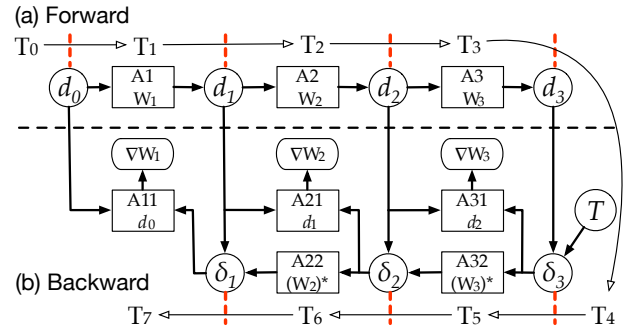 (a) Forward
T₀ T₁ T₂ T₃
d₀ A1 d₁ A2 d₂ A3 d₃
W₁ W₂ W₃
∇W₁ ∇W₂ ∇W₃
A11 A21 A31 T
d₀ d₁ d₂
δ₁ A22 δ₂ A32 δ₃
(W₂)* (W₃)*
(b) Backward
T₇ T₆ T₅ T₄